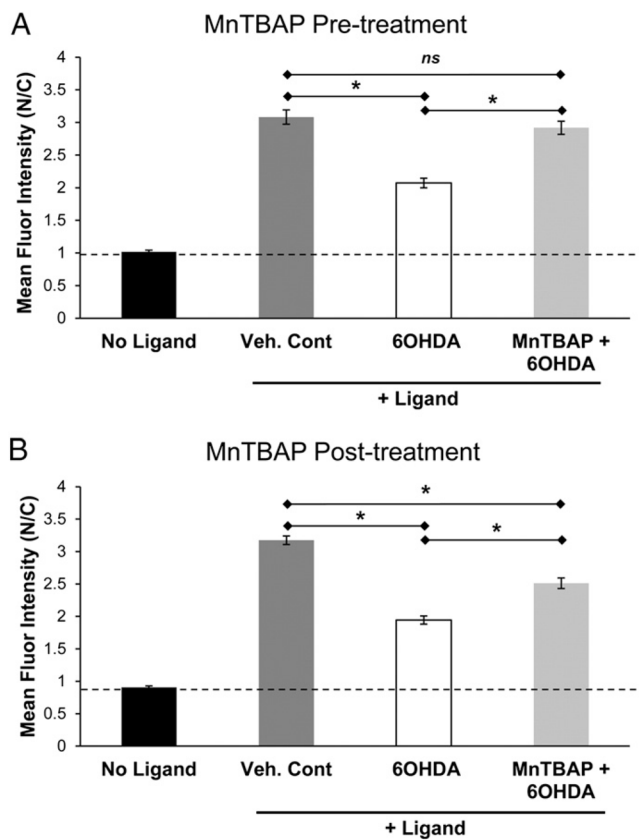 A
MnTBAP Pre-treatment
Mean Fluor Intensity (N/C)
4
3.5
3
2.5
2
1.5
1
0.5
0
ns
*
*
No Ligand
Veh. Cont
6OHDA
MnTBAP +
6OHDA
+ Ligand
B
MnTBAP Post-treatment
Mean Fluor Intensity (N/C)
4
3.5
3
2.5
2
1.5
1
0.5
0
*
*
*
No Ligand
Veh. Cont
6OHDA
MnTBAP +
6OHDA
+ Ligand